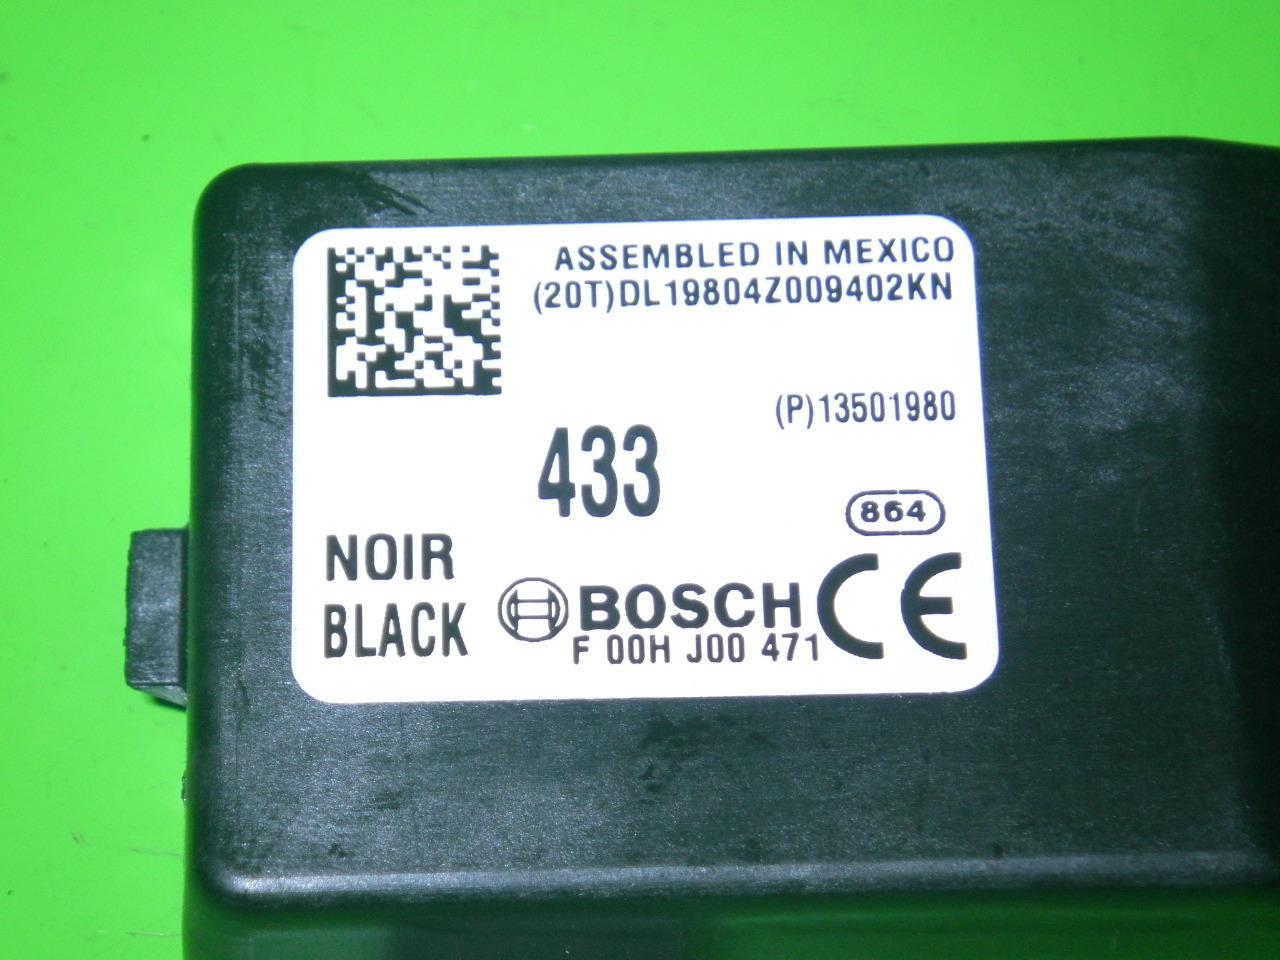 ASSEMBLED IN MEXICO
(20T)DL19804Z009402KN
(P)13501980
433
864
NOIR
BLACK
BOSCH CE
F 00H J00 471